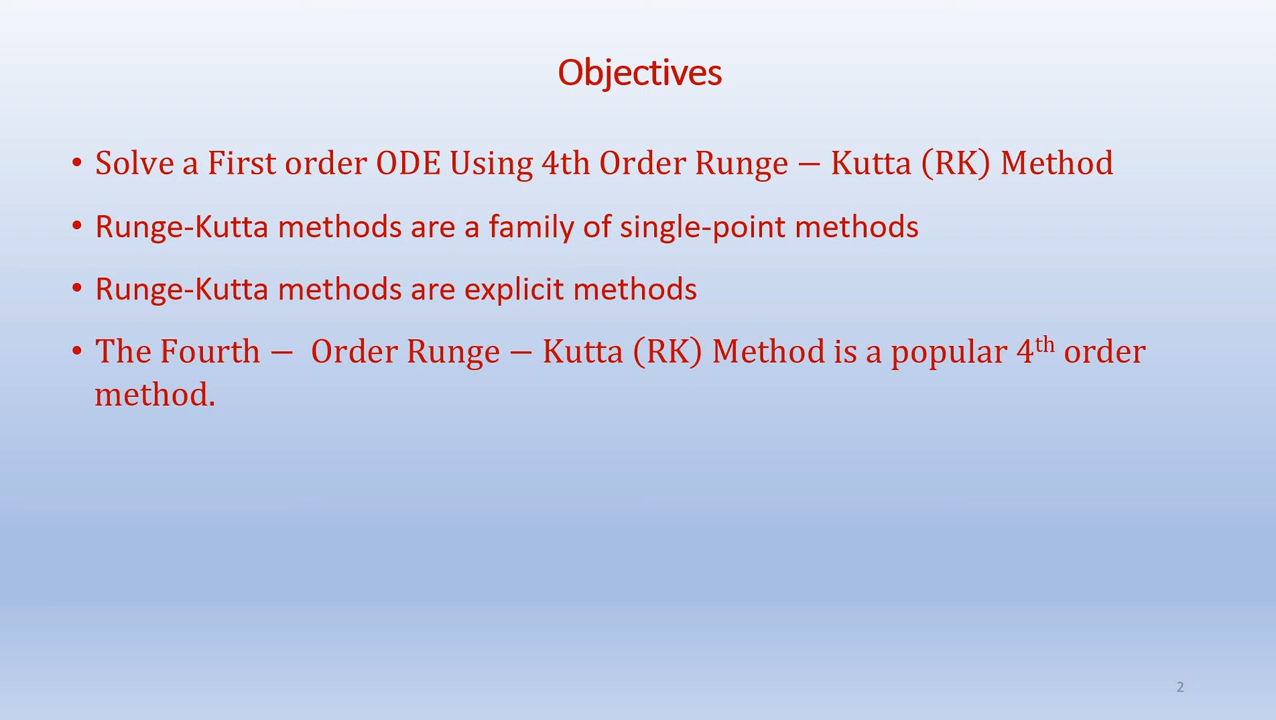 Objectives
• Solve a First order ODE Using 4th Order Runge − Kutta (RK) Method
• Runge-Kutta methods are a family of single-point methods
• Runge-Kutta methods are explicit methods
• The Fourth − Order Runge − Kutta (RK) Method is a popular 4th order
method.
2